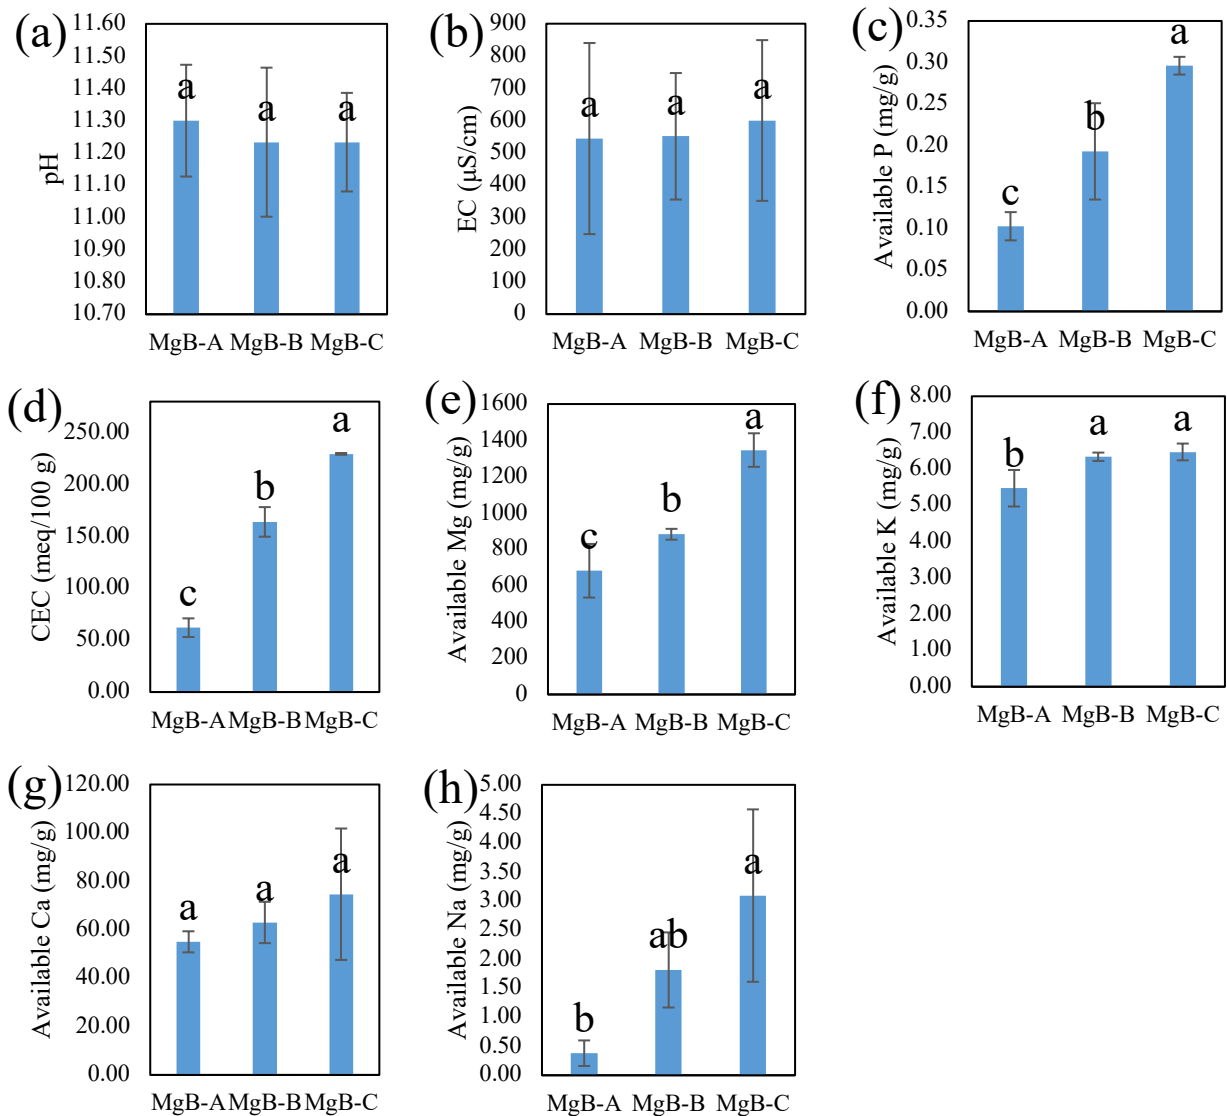 (a)
pH
11.60
11.50
11.40
11.30
11.20
11.10
11.00
10.90
10.80
10.70
a
a
a
MgB-A MgB-B MgB-C
(b)
EC (μS/cm)
900
800
700
600
500
400
300
200
100
0
a
a
a
MgB-A MgB-B MgB-C
(c)
Available P (mg/g)
0.35
0.30
0.25
0.20
0.15
0.10
0.05
0.00
c
b
a
MgB-A MgB-B MgB-C
(d)
CEC (meq/100 g)
250.00
200.00
150.00
100.00
50.00
0.00
c
b
a
MgB-A MgB-B MgB-C
(e)
Available Mg (mg/g)
1600
1400
1200
1000
800
600
400
200
0
c
b
a
MgB-A MgB-B MgB-C
(f)
Available K (mg/g)
8.00
7.00
6.00
5.00
4.00
3.00
2.00
1.00
0.00
b
a
a
MgB-A MgB-B MgB-C
(g)
Available Ca (mg/g)
120.00
100.00
80.00
60.00
40.00
20.00
0.00
a
a
a
MgB-A MgB-B MgB-C
(h)
Available Na (mg/g)
5.00
4.50
4.00
3.50
3.00
2.50
2.00
1.50
1.00
0.50
0.00
b
ab
a
MgB-A MgB-B MgB-C